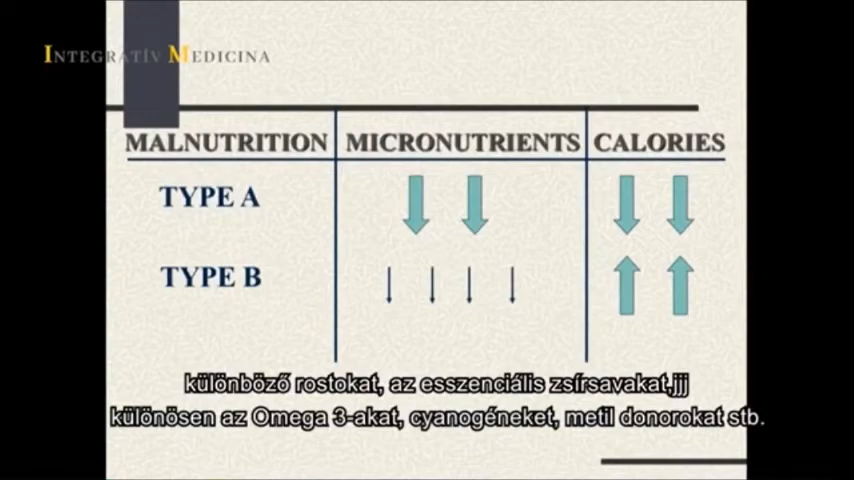 INTEGRATÍV MEDICINA
MALNUTRITION MICRONUTRIENTS CALORIES
TYPE A
TYPE B
különböző rostokat, az esszenciális zsírsavakat,jjj
különösen az Omega 3-akat, cyanogéneket, metil donorokat stb.